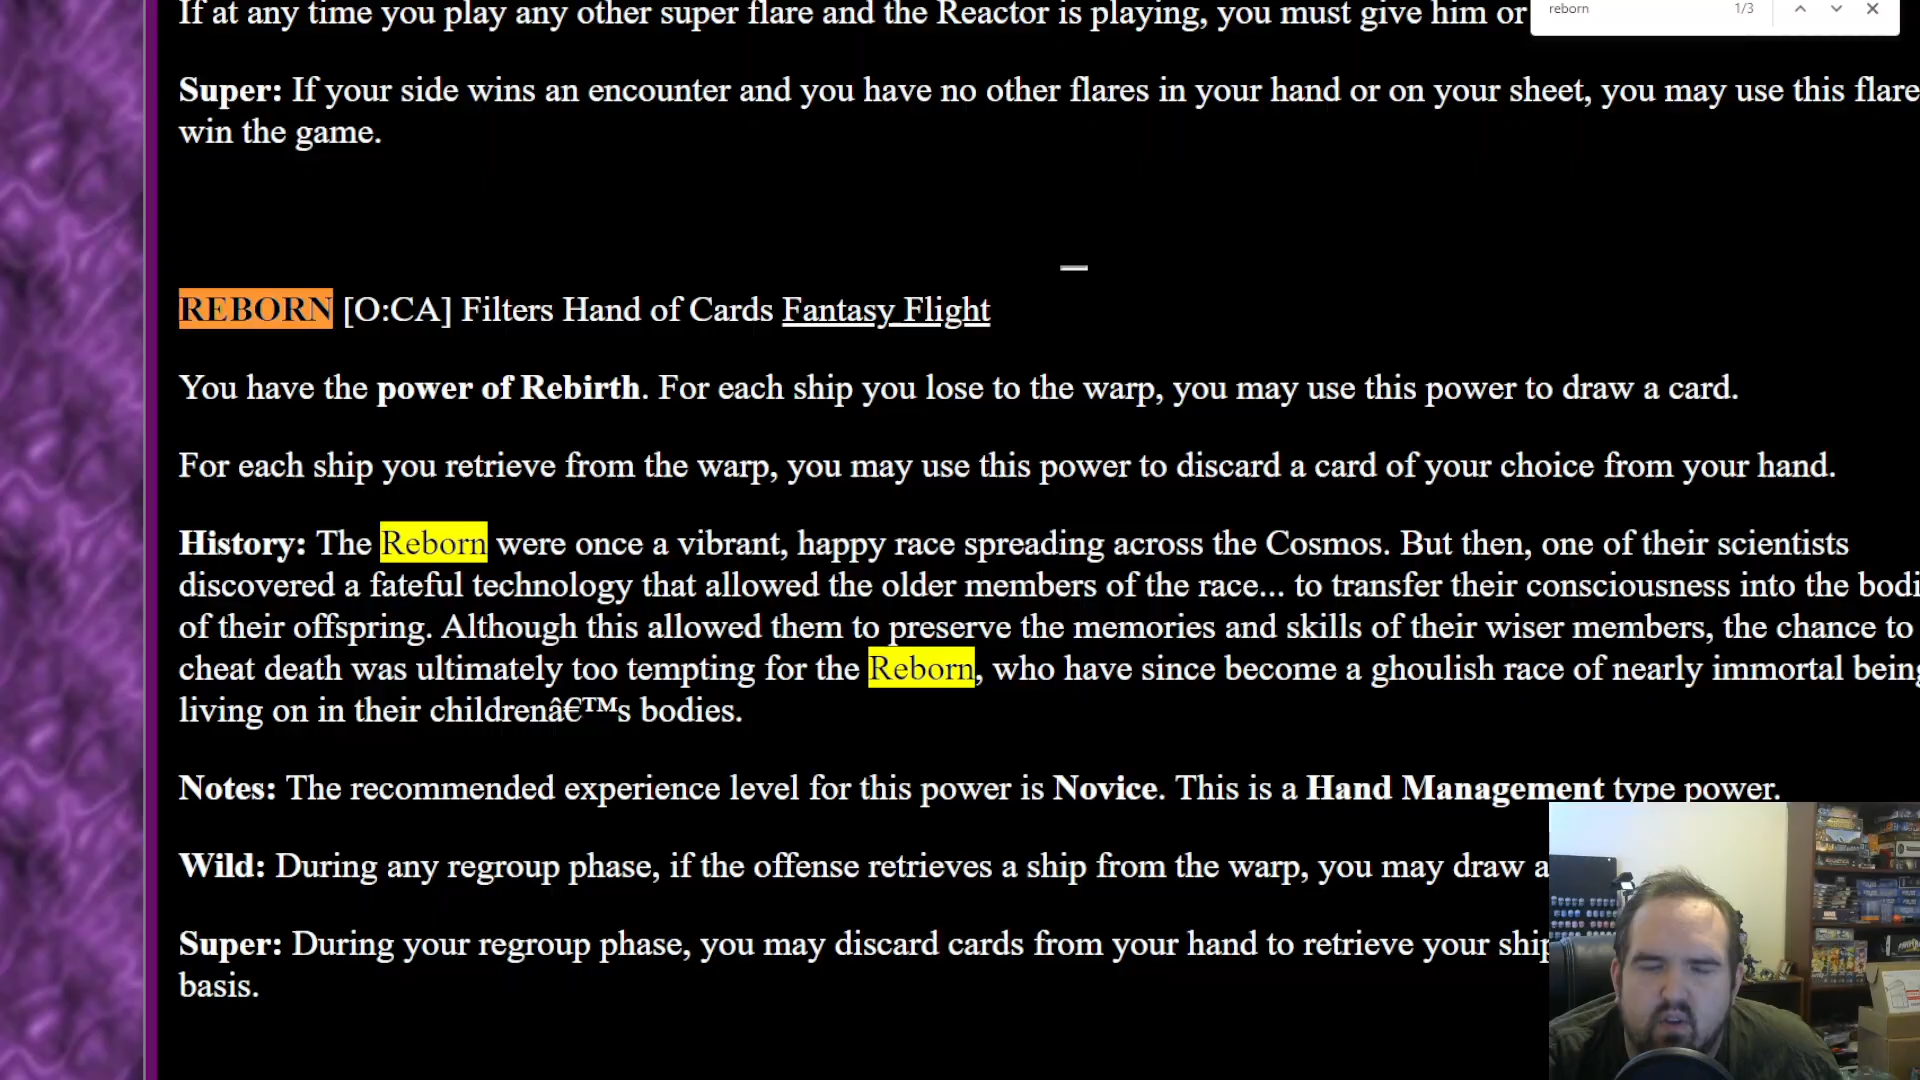 If at any time you play any other super flare and the Reactor is playing, you must give him or
reborn 1/3
Super: If your side wins an encounter and you have no other flares in your hand or on your sheet, you may use this flare
win the game.
REBORN [O:CA] Filters Hand of Cards Fantasy Flight
You have the power of Rebirth. For each ship you lose to the warp, you may use this power to draw a card.
For each ship you retrieve from the warp, you may use this power to discard a card of your choice from your hand.
History: The Reborn were once a vibrant, happy race spreading across the Cosmos. But then, one of their scientists
discovered a fateful technology that allowed the older members of the race... to transfer their consciousness into the bodi
of their offspring. Although this allowed them to preserve the memories and skills of their wiser members, the chance to
cheat death was ultimately too tempting for the Reborn, who have since become a ghoulish race of nearly immortal being
living on in their childrenâ€™s bodies.
Notes: The recommended experience level for this power is Novice. This is a Hand Management type power.
Wild: During any regroup phase, if the offense retrieves a ship from the warp, you may draw a
Super: During your regroup phase, you may discard cards from your hand to retrieve your ship
basis.